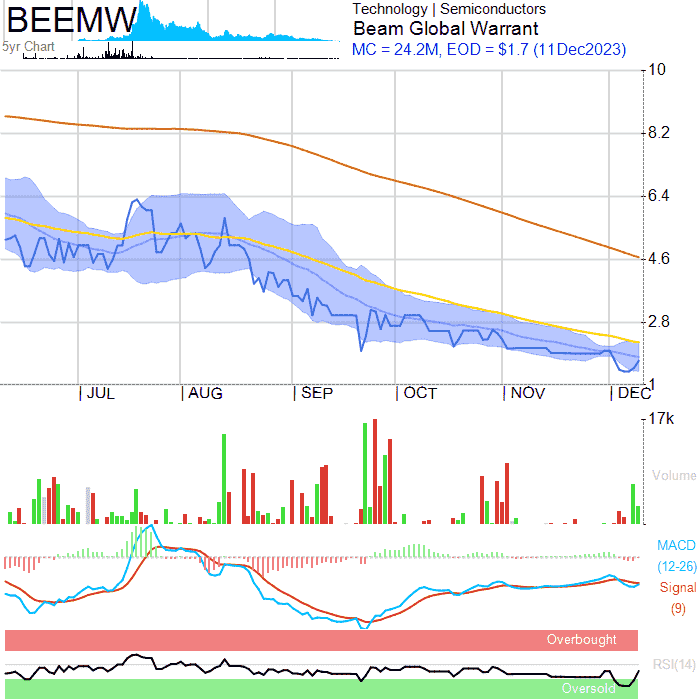 BEEMW
5yr Chart
Technology | Semiconductors
Beam Global Warrant
MC = 24.2M, EOD = $1.7 (11Dec2023)
10
8.2
6.4
4.6
2.8
1
| JUL | AUG | SEP | OCT | NOV | DEC
17k
Volume
MACD
(12-26)
Signal
(9)
Overbought
RSI(14)
Oversold